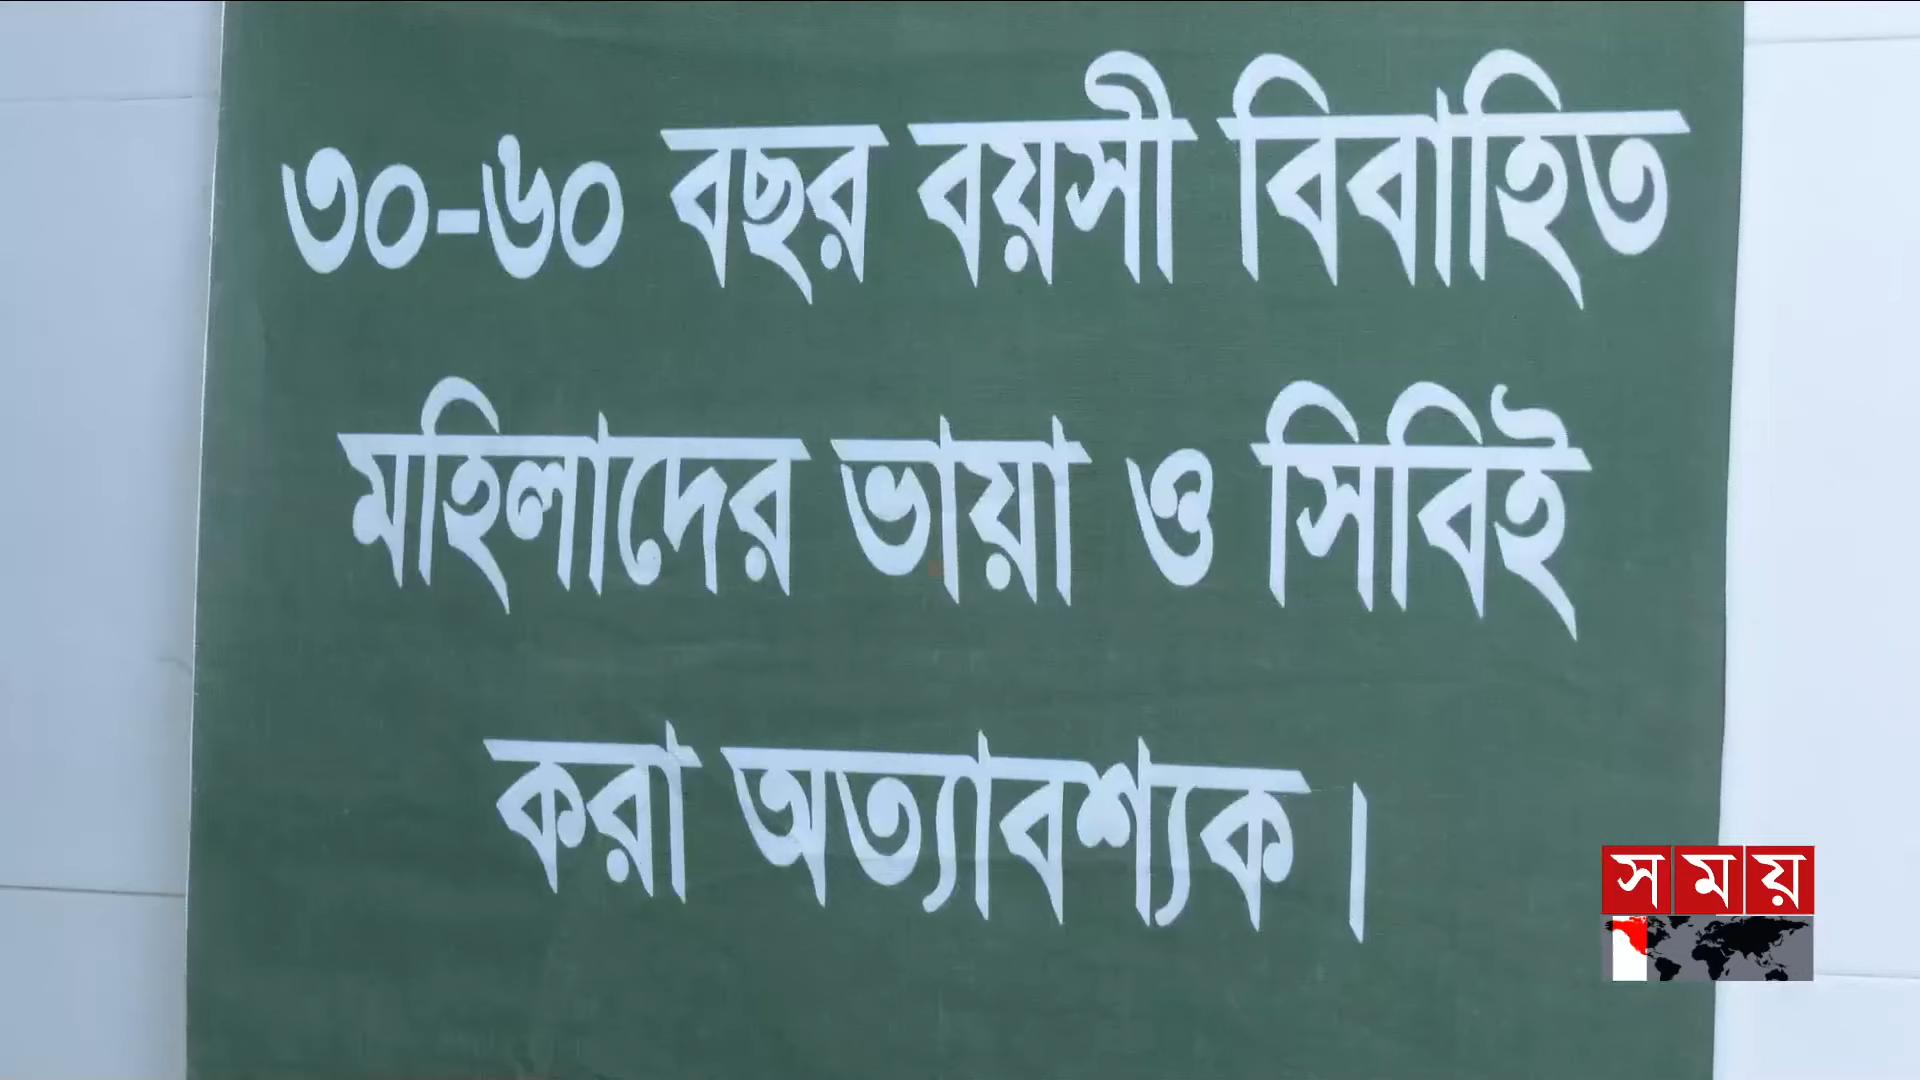 ৩০-৬০ বছর বয়সী বিবাহিত
মহিলাদের ভায়া ও সিবিই
করা অত্যাবশ্যক।
সময়